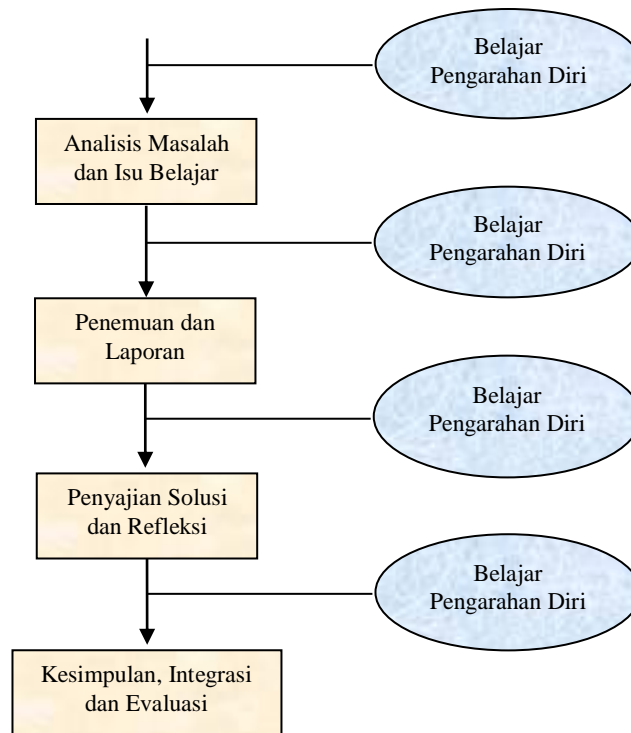 Belajar
Pengarahan Diri
Analisis Masalah
dan Isu Belajar
Belajar
Pengarahan Diri
Penemuan dan
Laporan
Belajar
Pengarahan Diri
Penyajian Solusi
dan Refleksi
Belajar
Pengarahan Diri
Kesimpulan, Integrasi
dan Evaluasi